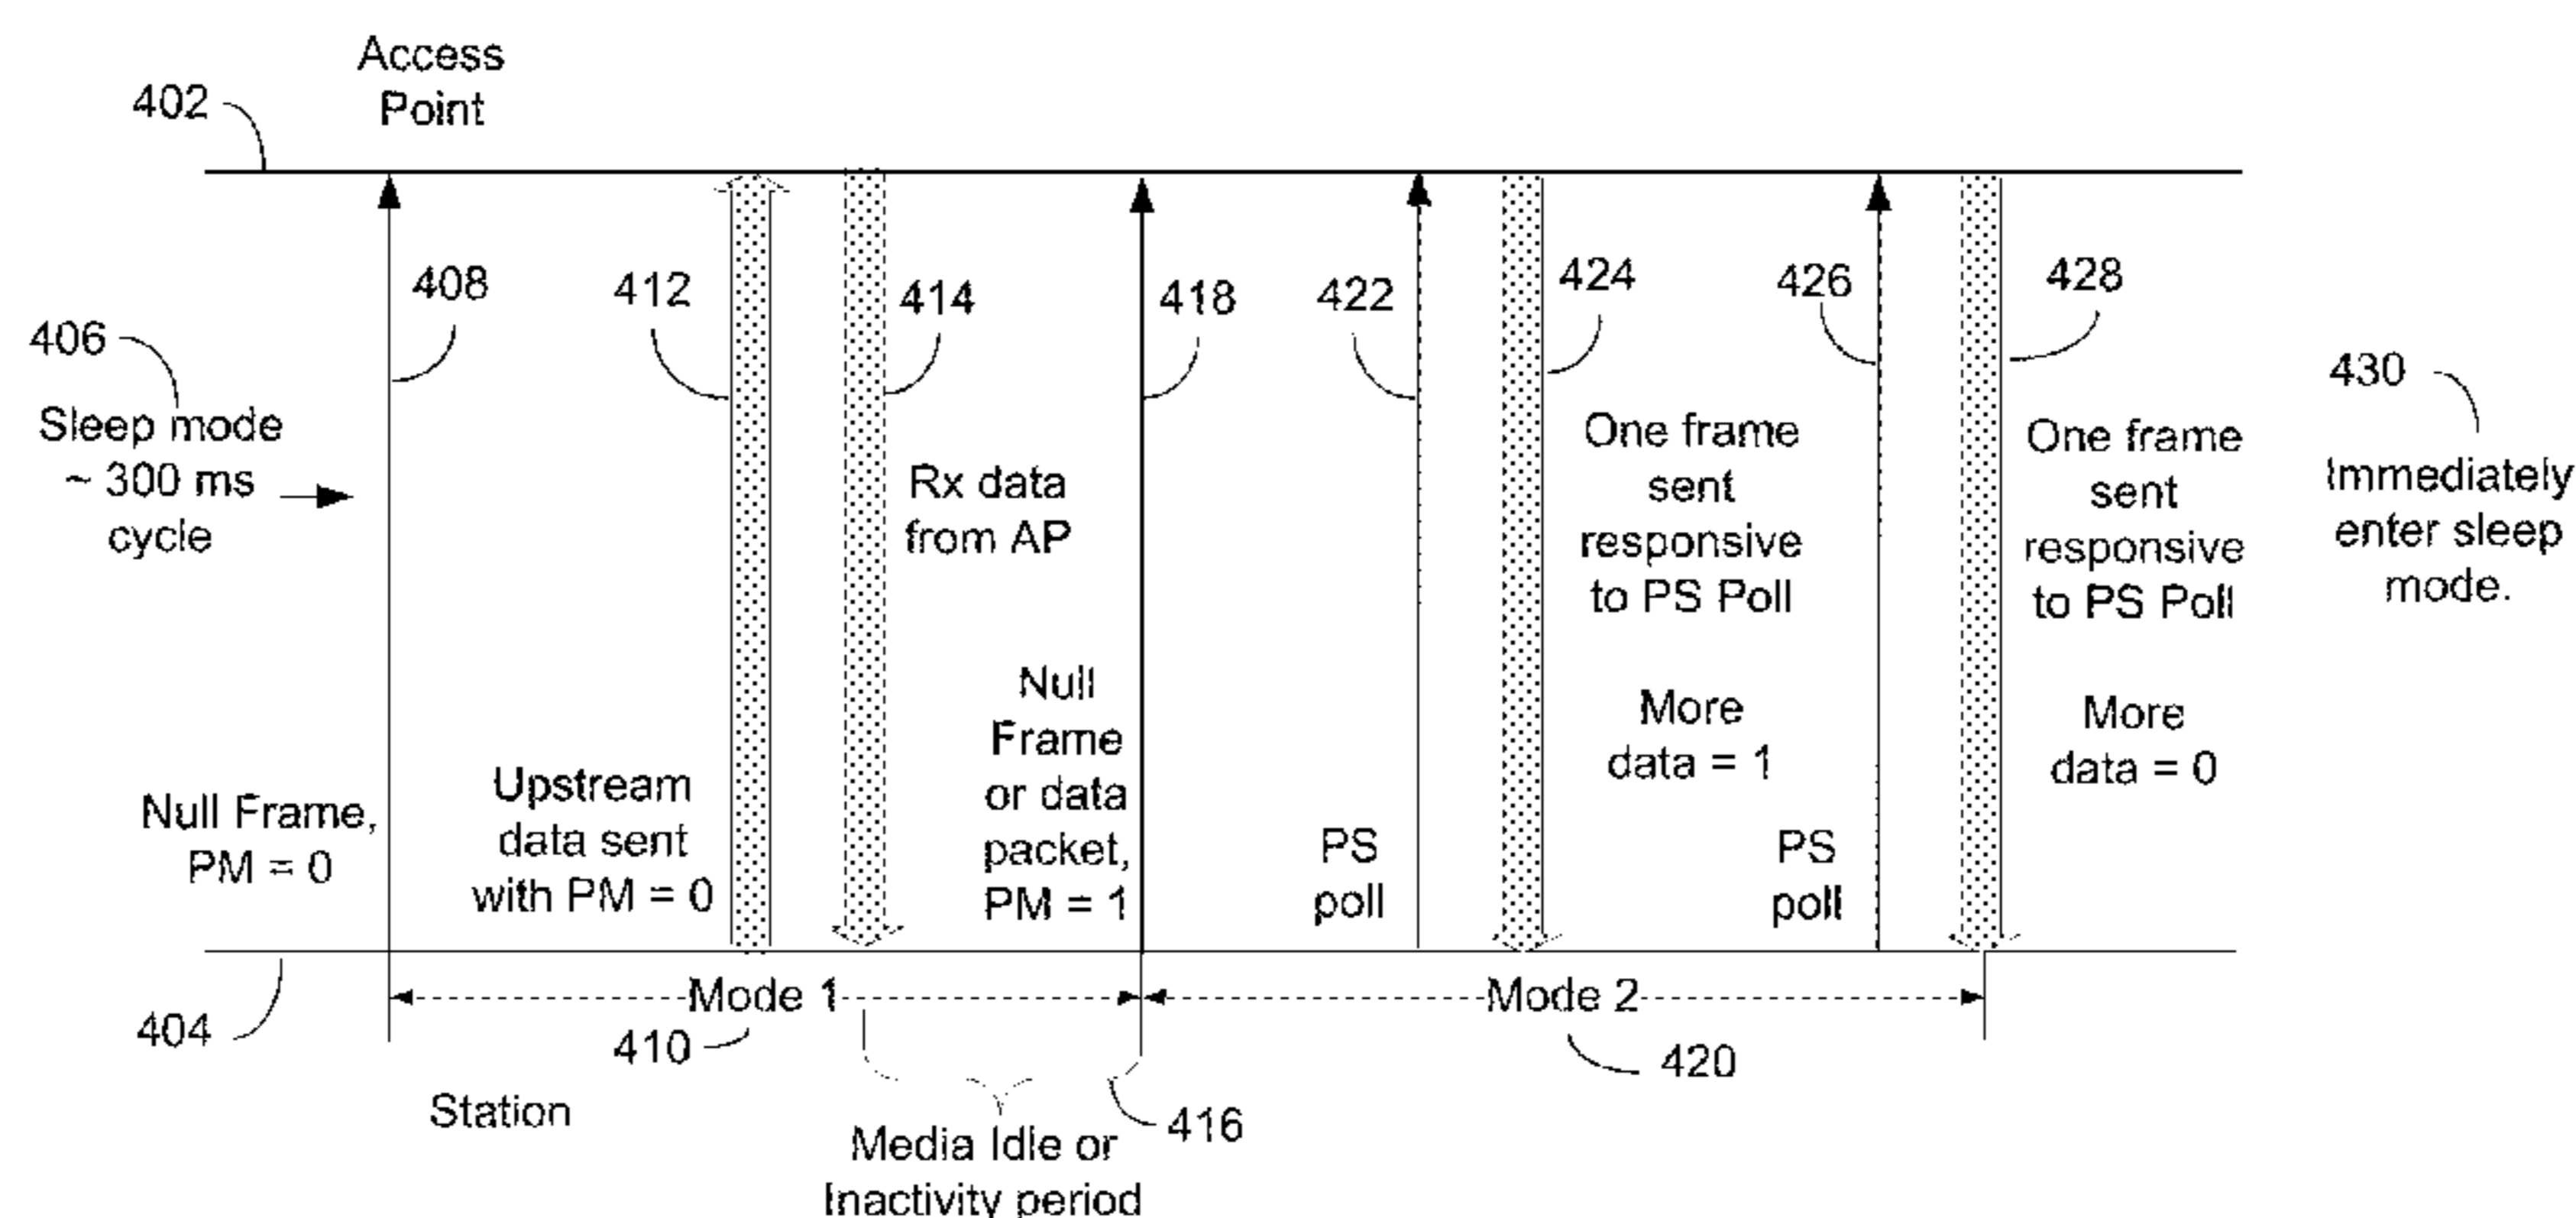 Access
Point
402
408
412
414
418
422
424
426
428
406
Sleep mode
~ 300 ms
cycle
430
Immediately
enter sleep
mode.
Rx data
from AP
One frame
sent
responsive
to PS Poll
One frame
sent
responsive
to PS Poll
Null Frame,
PM = 0
Upstream
data sent
with PM = 0
Null
Frame
or data
packet,
PM = 1
PS
poll
More
data = 1
PS
poll
More
data = 0
404
Mode 1
410
Mode 2
420
Station
416
Media Idle or
Inactivity period